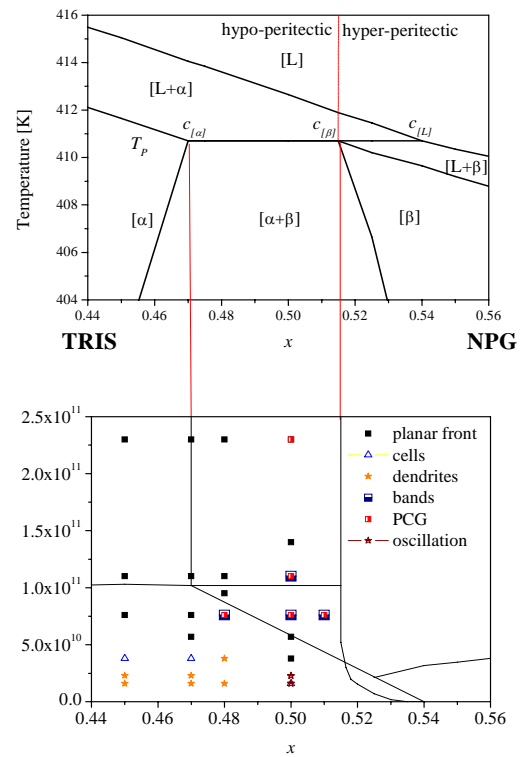 416
414
412
410
408
406
404
Temperature [K]
hypo-peritectic
hyper-peritectic
[L]
[L+α]
c[α]
c[β]
c[L]
TP
[L+β]
[α]
[α+β]
[β]
0.44 0.46 0.48 0.50 0.52 0.54 0.56
TRIS x NPG
2.5x10^11
2.0x10^11
1.5x10^11
1.0x10^11
5.0x10^10
0.0
planar front
cells
dendrites
bands
PCG
oscillation
0.44 0.46 0.48 0.50 0.52 0.54 0.56
x